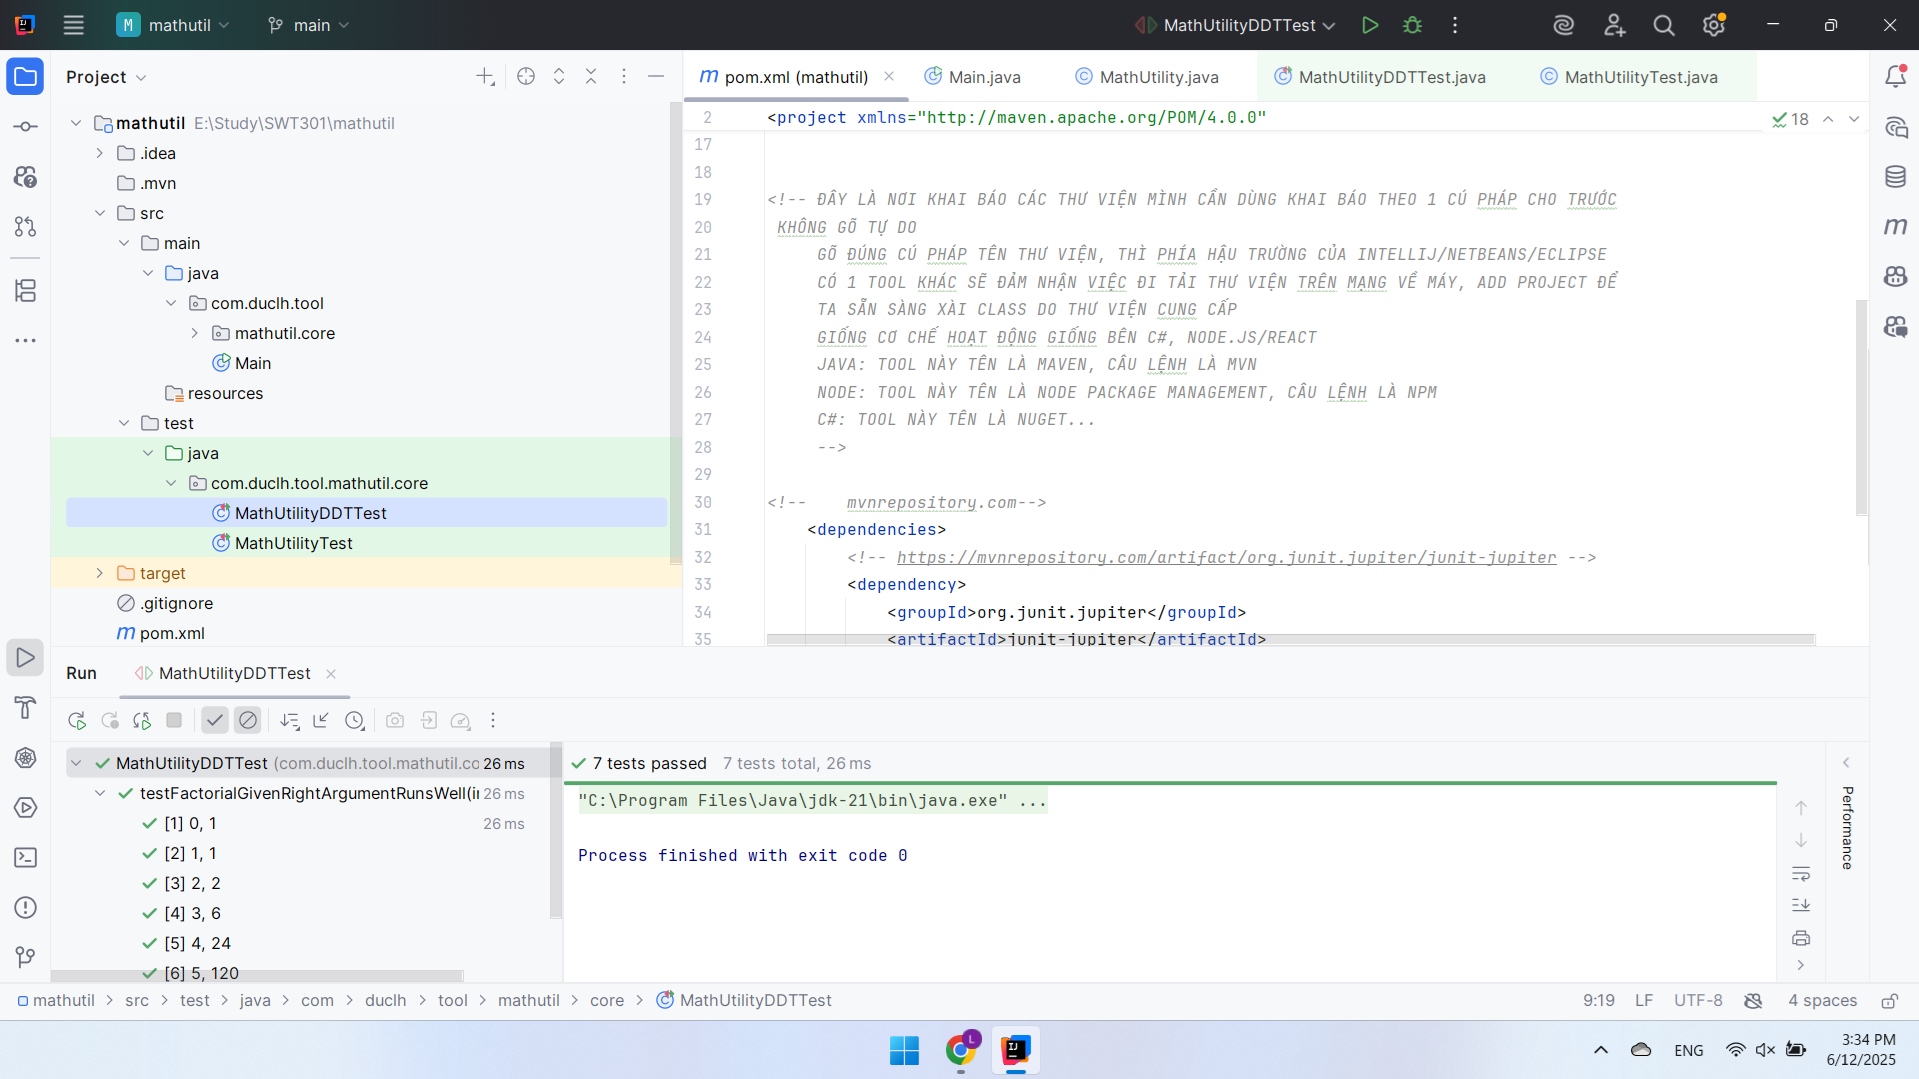 M mathutil
main
MathUtilityDDTTest
Project
pom.xml (mathutil)
Main.java
MathUtility.java
MathUtilityDDTTest.java
MathUtilityTest.java
mathutil E:\Study\SWT301\mathutil
.idea
.mvn
src
main
java
com.duclh.tool
mathutil.core
Main
resources
test
java
com.duclh.tool.mathutil.core
MathUtilityDDTTest
MathUtilityTest
target
.gitignore
pom.xml
2 <project xmlns="http://maven.apache.org/POM/4.0.0"
18
17
18
19 <!-- ĐÂY LÀ NƠI KHAI BÁO CÁC THƯ VIỆN MÌNH CẦN DÙNG KHAI BÁO THEO 1 CÚ PHÁP CHO TRƯỚC
20 KHÔNG GÕ TỰ DO
21 GÕ ĐÚNG CÚ PHÁP TÊN THƯ VIỆN, THÌ PHÍA HẬU TRƯỜNG CỦA INTELLIJ/NETBEANS/ECLIPSE
22 CÓ 1 TOOL KHÁC SẼ ĐẢM NHẬN VIỆC ĐI TẢI THƯ VIỆN TRÊN MẠNG VỀ MÁY, ADD PROJECT ĐỂ
23 TA SẴN SÀNG XÀI CLASS DO THƯ VIỆN CUNG CẤP
24 GIỐNG CƠ CHẾ HOẠT ĐỘNG GIỐNG BÊN C#, NODE.JS/REACT
25 JAVA: TOOL NÀY TÊN LÀ MAVEN, CÂU LỆNH LÀ MVN
26 NODE: TOOL NÀY TÊN LÀ NODE PACKAGE MANAGEMENT, CÂU LỆNH LÀ NPM
27 C#: TOOL NÀY TÊN LÀ NUGET...
28 -->
29
30 <!-- mvnrepository.com-->
31 <dependencies>
32 <!-- https://mvnrepository.com/artifact/org.junit.jupiter/junit-jupiter -->
33 <dependency>
34 <groupId>org.junit.jupiter</groupId>
35 <artifactId>junit-jupiter</artifactId>
Run
MathUtilityDDTTest
MathUtilityDDTTest (com.duclh.tool.mathutil.co 26 ms
testFactorialGivenRightArgumentRunsWell(in 26 ms
[1] 0, 1 26 ms
[2] 1, 1
[3] 2, 2
[4] 3, 6
[5] 4, 24
[6] 5, 120
7 tests passed 7 tests total, 26 ms
"C:\Program Files\Java\jdk-21\bin\java.exe" ...
Process finished with exit code 0
Performance
mathutil > src > test > java > com > duclh > tool > mathutil > core > MathUtilityDDTTest
9:19 LF UTF-8 4 spaces
L
ENG
3:34 PM
6/12/2025